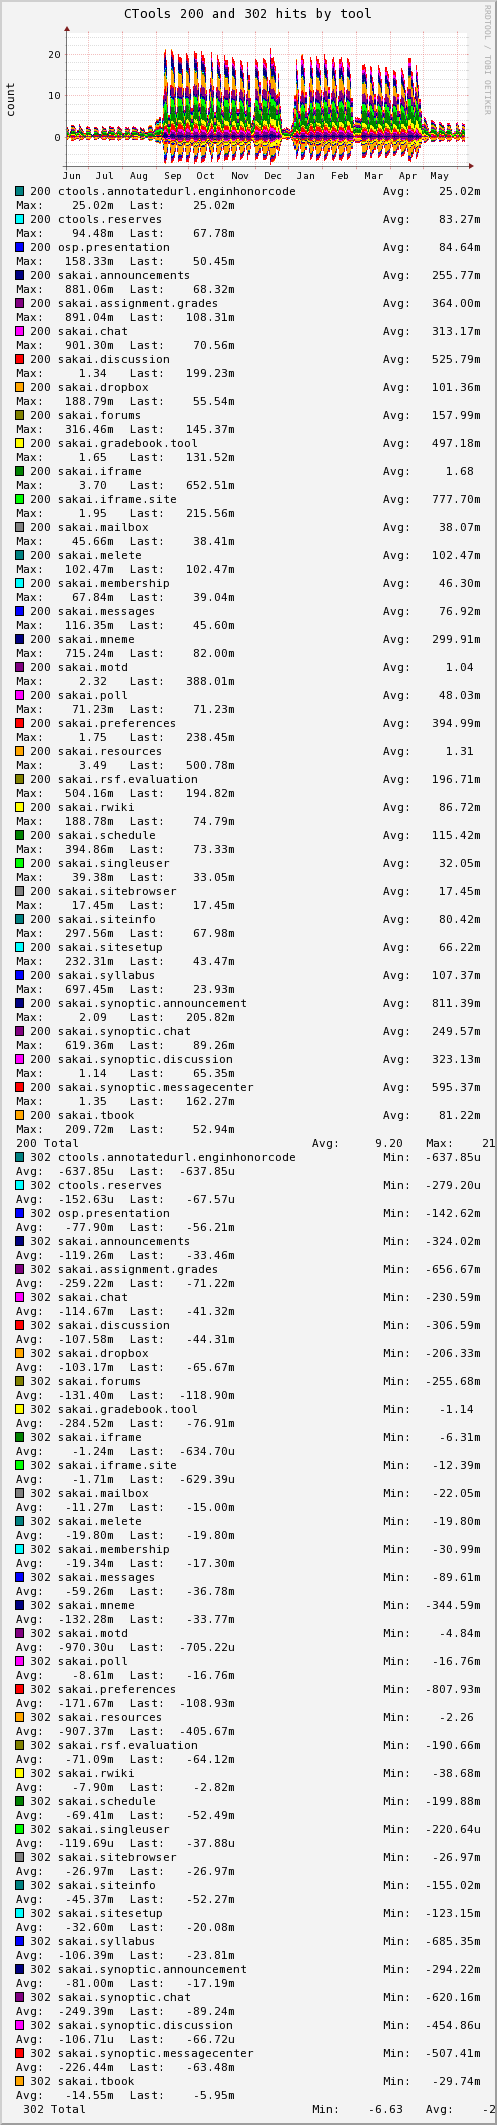 CTools 200 and 302 hits by tool
RRDTOOL / TOBI OETIKER
count
20
10
0
Jun Jul Aug Sep Oct Nov Dec Jan Feb Mar Apr May
200 ctools.annotatedurl.enginhonorcode Avg: 25.02m
Max: 25.02m Last: 25.02m
200 ctools.reserves Avg: 83.27m
Max: 94.48m Last: 67.78m
200 osp.presentation Avg: 84.64m
Max: 158.33m Last: 50.45m
200 sakai.announcements Avg: 255.77m
Max: 881.06m Last: 68.32m
200 sakai.assignment.grades Avg: 364.00m
Max: 891.04m Last: 108.31m
200 sakai.chat Avg: 313.17m
Max: 901.30m Last: 70.56m
200 sakai.discussion Avg: 525.79m
Max: 1.34 Last: 199.23m
200 sakai.dropbox Avg: 101.36m
Max: 188.79m Last: 55.54m
200 sakai.forums Avg: 157.99m
Max: 316.46m Last: 145.37m
200 sakai.gradebook.tool Avg: 497.18m
Max: 1.65 Last: 131.52m
200 sakai.iframe Avg: 1.68
Max: 3.70 Last: 652.51m
200 sakai.iframe.site Avg: 777.70m
Max: 1.95 Last: 215.56m
200 sakai.mailbox Avg: 38.07m
Max: 45.66m Last: 38.41m
200 sakai.melete Avg: 102.47m
Max: 102.47m Last: 102.47m
200 sakai.membership Avg: 46.30m
Max: 67.84m Last: 39.04m
200 sakai.messages Avg: 76.92m
Max: 116.35m Last: 45.60m
200 sakai.mneme Avg: 299.91m
Max: 715.24m Last: 82.00m
200 sakai.motd Avg: 1.04
Max: 2.32 Last: 388.01m
200 sakai.poll Avg: 48.03m
Max: 71.23m Last: 71.23m
200 sakai.preferences Avg: 394.99m
Max: 1.75 Last: 238.45m
200 sakai.resources Avg: 1.31
Max: 3.49 Last: 500.78m
200 sakai.rsf.evaluation Avg: 196.71m
Max: 504.16m Last: 194.82m
200 sakai.rwiki Avg: 86.72m
Max: 188.78m Last: 74.79m
200 sakai.schedule Avg: 115.42m
Max: 394.86m Last: 73.33m
200 sakai.singleuser Avg: 32.05m
Max: 39.38m Last: 33.05m
200 sakai.sitebrowser Avg: 17.45m
Max: 17.45m Last: 17.45m
200 sakai.siteinfo Avg: 80.42m
Max: 297.56m Last: 67.98m
200 sakai.sitesetup Avg: 66.22m
Max: 232.31m Last: 43.47m
200 sakai.syllabus Avg: 107.37m
Max: 697.45m Last: 23.93m
200 sakai.synoptic.announcement Avg: 811.39m
Max: 2.09 Last: 205.82m
200 sakai.synoptic.chat Avg: 249.57m
Max: 619.36m Last: 89.26m
200 sakai.synoptic.discussion Avg: 323.13m
Max: 1.14 Last: 65.35m
200 sakai.synoptic.messagecenter Avg: 595.37m
Max: 1.35 Last: 162.27m
200 sakai.tbook Avg: 81.22m
Max: 209.72m Last: 52.94m
200 Total Avg: 9.20 Max: 21
302 ctools.annotatedurl.enginhonorcode Min: -637.85u
Avg: -637.85u Last: -637.85u
302 ctools.reserves Min: -279.20u
Avg: -152.63u Last: -67.57u
302 osp.presentation Min: -142.62m
Avg: -77.90m Last: -56.21m
302 sakai.announcements Min: -324.02m
Avg: -119.26m Last: -33.46m
302 sakai.assignment.grades Min: -656.67m
Avg: -259.22m Last: -71.22m
302 sakai.chat Min: -230.59m
Avg: -114.67m Last: -41.32m
302 sakai.discussion Min: -306.59m
Avg: -107.58m Last: -44.31m
302 sakai.dropbox Min: -206.33m
Avg: -103.17m Last: -65.67m
302 sakai.forums Min: -255.68m
Avg: -131.40m Last: -118.90m
302 sakai.gradebook.tool Min: -1.14
Avg: -284.52m Last: -76.91m
302 sakai.iframe Min: -6.31m
Avg: -1.24m Last: -634.70u
302 sakai.iframe.site Min: -12.39m
Avg: -1.71m Last: -629.39u
302 sakai.mailbox Min: -22.05m
Avg: -11.27m Last: -15.00m
302 sakai.melete Min: -19.80m
Avg: -19.80m Last: -19.80m
302 sakai.membership Min: -30.99m
Avg: -19.34m Last: -17.30m
302 sakai.messages Min: -89.61m
Avg: -59.26m Last: -36.78m
302 sakai.mneme Min: -344.59m
Avg: -132.28m Last: -33.77m
302 sakai.motd Min: -4.84m
Avg: -970.30u Last: -705.22u
302 sakai.poll Min: -16.76m
Avg: -8.61m Last: -16.76m
302 sakai.preferences Min: -807.93m
Avg: -171.67m Last: -108.93m
302 sakai.resources Min: -2.26
Avg: -907.37m Last: -405.67m
302 sakai.rsf.evaluation Min: -190.66m
Avg: -71.09m Last: -64.12m
302 sakai.rwiki Min: -38.68m
Avg: -7.90m Last: -2.82m
302 sakai.schedule Min: -199.88m
Avg: -69.41m Last: -52.49m
302 sakai.singleuser Min: -220.64u
Avg: -119.69u Last: -37.88u
302 sakai.sitebrowser Min: -26.97m
Avg: -26.97m Last: -26.97m
302 sakai.siteinfo Min: -155.02m
Avg: -45.37m Last: -52.27m
302 sakai.sitesetup Min: -123.15m
Avg: -32.60m Last: -20.08m
302 sakai.syllabus Min: -685.35m
Avg: -106.39m Last: -23.81m
302 sakai.synoptic.announcement Min: -294.22m
Avg: -81.00m Last: -17.19m
302 sakai.synoptic.chat Min: -620.16m
Avg: -249.39m Last: -89.24m
302 sakai.synoptic.discussion Min: -454.86u
Avg: -106.71u Last: -66.72u
302 sakai.synoptic.messagecenter Min: -507.41m
Avg: -226.44m Last: -63.48m
302 sakai.tbook Min: -29.74m
Avg: -14.55m Last: -5.95m
302 Total Min: -6.63 Avg: -2